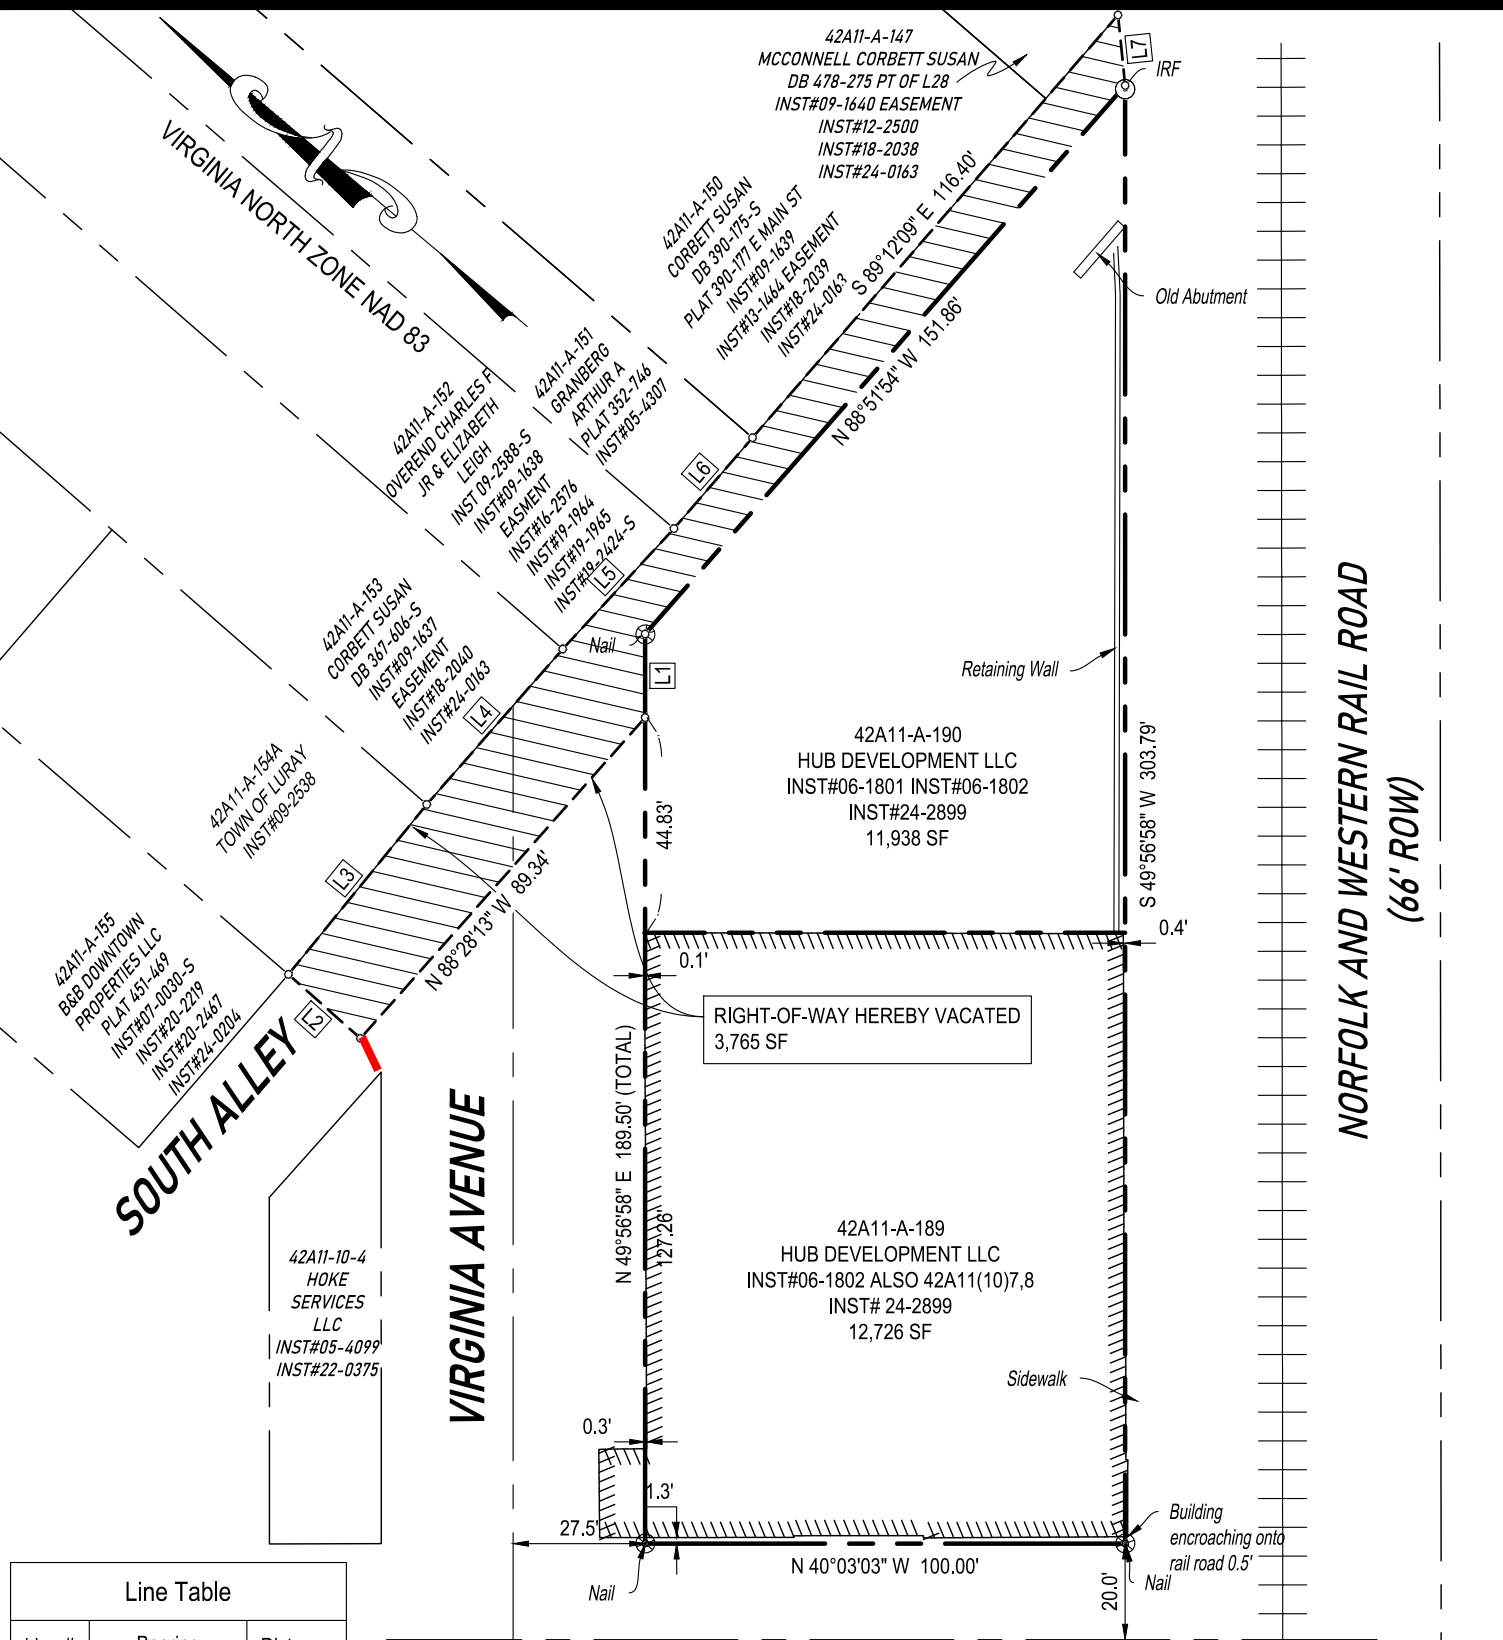 42A11-A-147
MCCONNELL CORBETT SUSAN
DB 478-275 PT OF L28
INST#09-1640 EASEMENT
INST#12-2500
INST#18-2038
INST#24-0163
L7
IRF
VIRGINIA NORTH ZONE NAD 83
42A11-A-150
CORBETT SUSAN
DB 390-175-S
PLAT 390-177 E MAIN ST
INST#09-1639
INST#13-1464 EASEMENT
INST#18-2039
INST#24-0163
S 89°12'09" E 116.40'
N 88°51'54" W 151.86'
Old Abutment
42A11-A-151
GRANBERG
ARTHUR A
PLAT 352-746
INST#05-4307
42A11-A-152
OVEREND CHARLES F
JR & ELIZABETH
LEIGH
INST 09-2588-S
INST#09-1638
EASMENT
INST#16-2576
INST#19-1964
INST#19-1965
INST#19-2424-S
L6
L5
Nail
L1
42A11-A-153
CORBETT SUSAN
DB 367-606-S
INST#09-1637
EASEMENT
INST#18-2040
INST#24-0163
L4
Retaining Wall
42A11-A-190
HUB DEVELOPMENT LLC
INST#06-1801 INST#06-1802
INST#24-2899
11,938 SF
44.83'
S 49°56'58" W 303.79'
NORFOLK AND WESTERN RAIL ROAD
(66' ROW)
42A11-A-154A
TOWN OF LURAY
INST#09-2538
L3
N 88°28'13" W 89.34'
0.4'
0.1'
42A11-A-155
B&B DOWNTOWN
PROPERTIES LLC
PLAT 451-469
INST#07-0030-S
INST#20-2219
INST#20-2467
INST#24-0204
L2
SOUTH ALLEY
RIGHT-OF-WAY HEREBY VACATED
3,765 SF
VIRGINIA AVENUE
N 49°56'58" E 189.50' (TOTAL)
127.26'
42A11-A-189
HUB DEVELOPMENT LLC
INST#06-1802 ALSO 42A11(10)7,8
INST# 24-2899
12,726 SF
42A11-10-4
HOKE
SERVICES
LLC
INST#05-4099
INST#22-0375
Sidewalk
0.3'
1.3'
27.5'
Nail
N 40°03'03" W 100.00'
Building
encroaching onto
rail road 0.5'
Nail
20.0'
Line Table